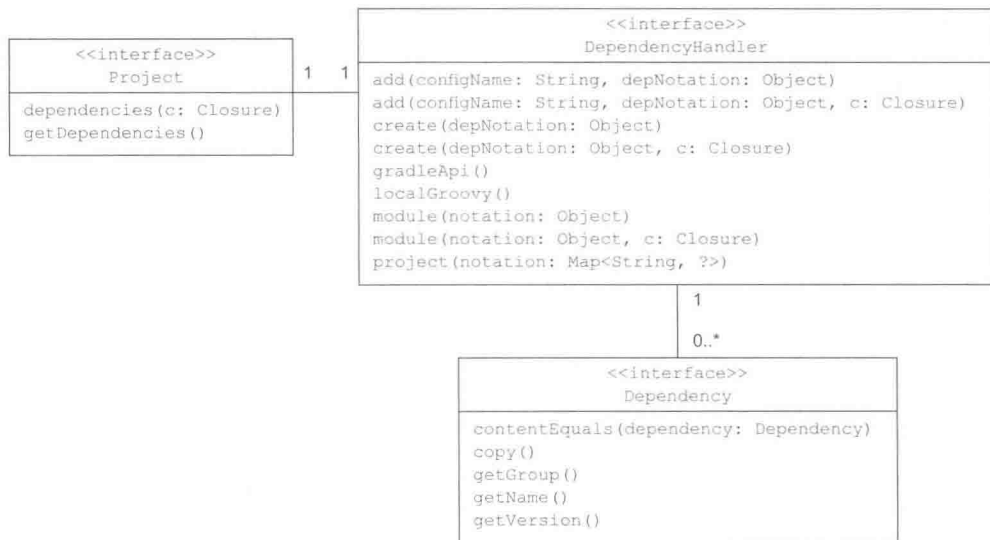 <<interface>>
Project
dependencies(c: Closure)
getDependencies()
1 1
<<interface>>
DependencyHandler
add(configName: String, depNotation: Object)
add(configName: String, depNotation: Object, c: Closure)
create(depNotation: Object)
create(depNotation: Object, c: Closure)
gradleApi()
localGroovy()
module(notation: Object)
module(notation: Object, c: Closure)
project(notation: Map<String, ?>)
1
0..*
<<interface>>
Dependency
contentEquals(dependency: Dependency)
copy()
getGroup()
getName()
getVersion()